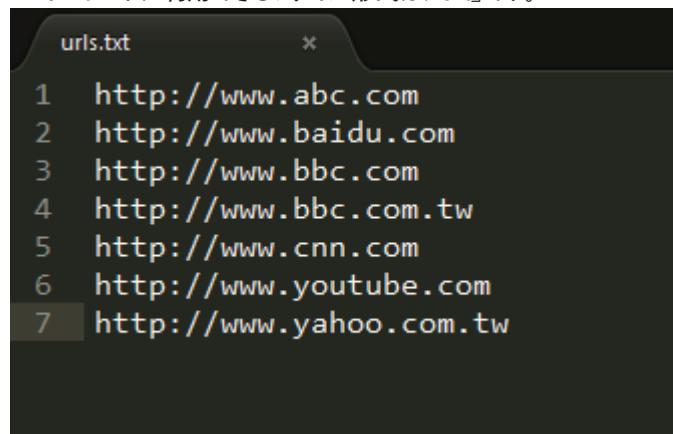 urls.txt ×
1 http://www.abc.com
2 http://www.baidu.com
3 http://www.bbc.com
4 http://www.bbc.com.tw
5 http://www.cnn.com
6 http://www.youtube.com
7 http://www.yahoo.com.tw